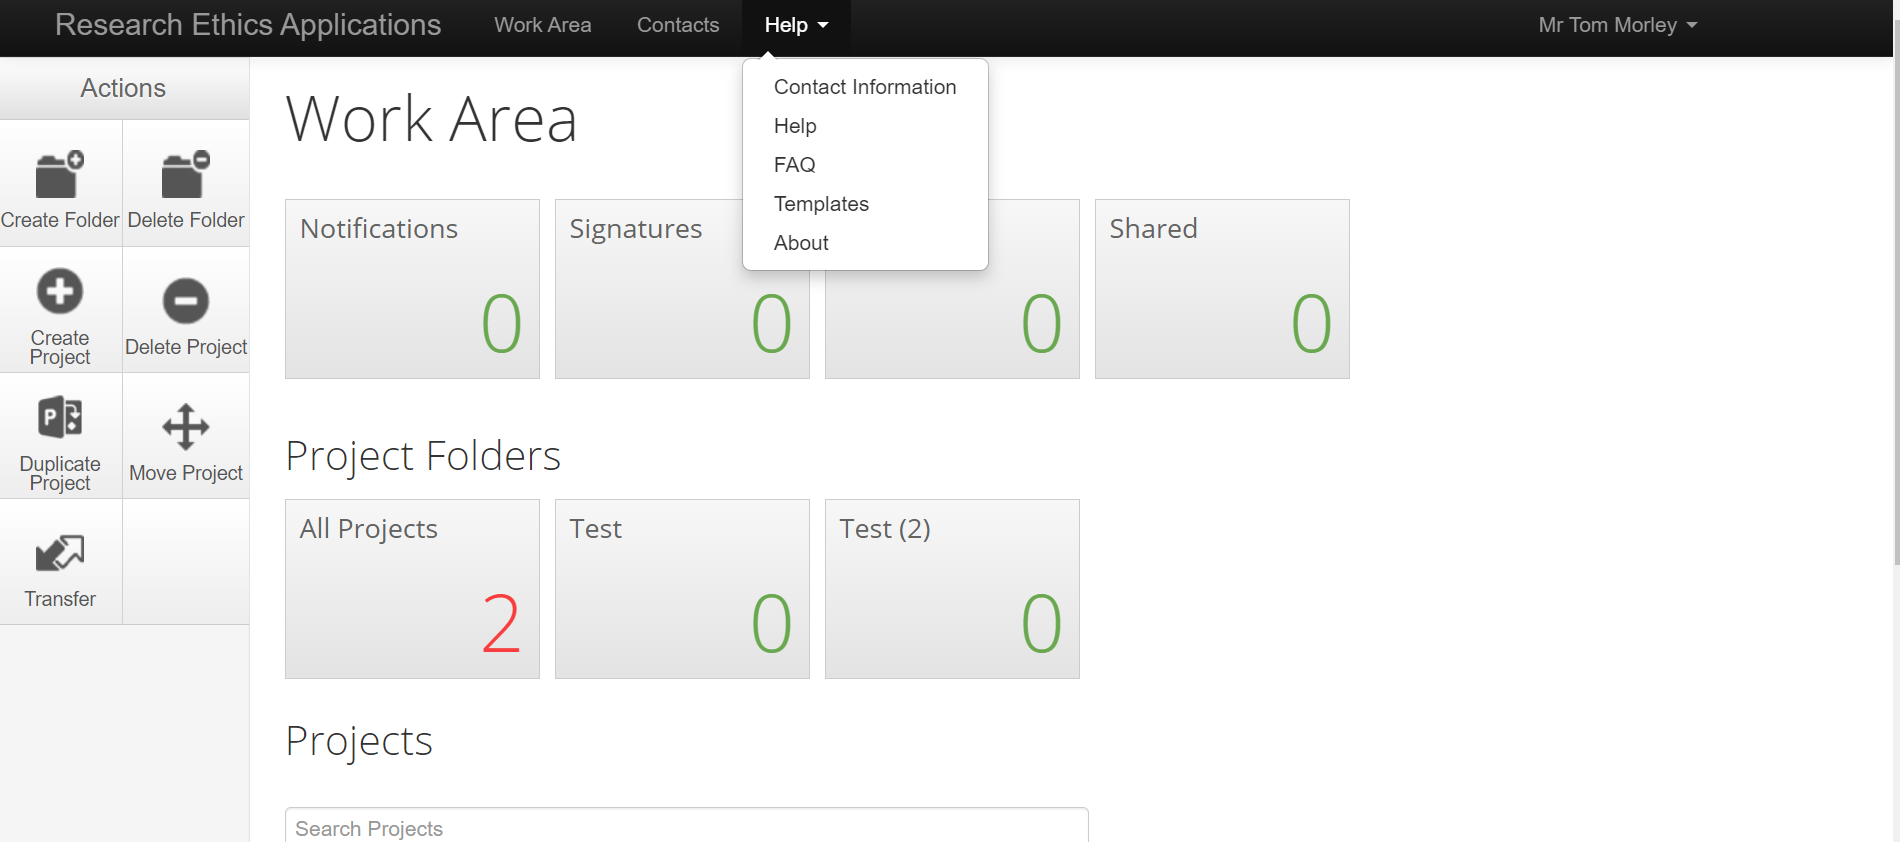 Research Ethics Applications
Work Area
Contacts
Help
Mr Tom Morley
Actions
Create Folder
Delete Folder
Create
Project
Delete Project
Duplicate
Project
Move Project
Transfer
Contact Information
Help
FAQ
Templates
About
Work Area
Notifications
0
Signatures
0
0
Shared
0
Project Folders
All Projects
2
Test
0
Test (2)
0
Projects
Search Projects